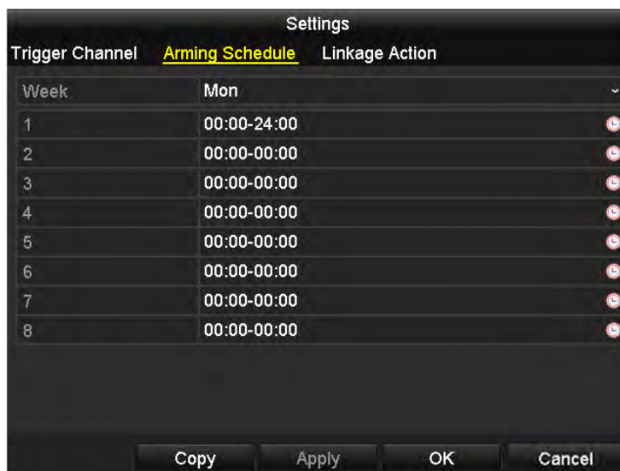 Settings
Trigger Channel Arming Schedule Linkage Action
Week Mon
1 00:00-24:00
2 00:00-00:00
3 00:00-00:00
4 00:00-00:00
5 00:00-00:00
6 00:00-00:00
7 00:00-00:00
8 00:00-00:00
Copy Apply OK Cancel